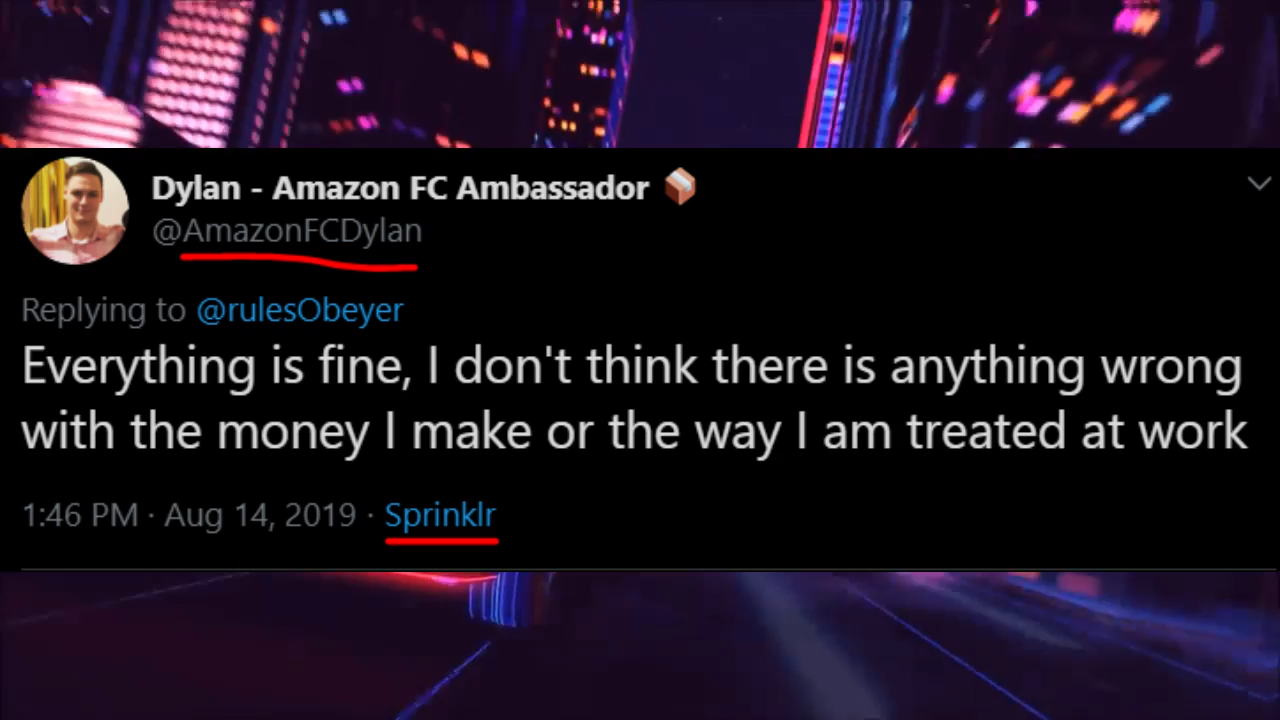 Dylan - Amazon FC Ambassador 📦
@AmazonFCDylan
Replying to @rulesObeyer
Everything is fine, I don't think there is anything wrong
with the money I make or the way I am treated at work
1:46 PM · Aug 14, 2019 · Sprinklr